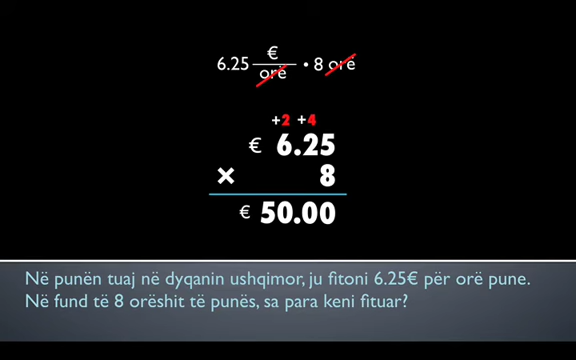 6.25 €/orë • 8 orë
+2 +4
€ 6.25
× 8
€ 50.00
Në punën tuaj në dyqanin ushqimor, ju fitoni 6.25€ për orë pune.
Në fund të 8 orëshit të punës, sa para keni fituar?